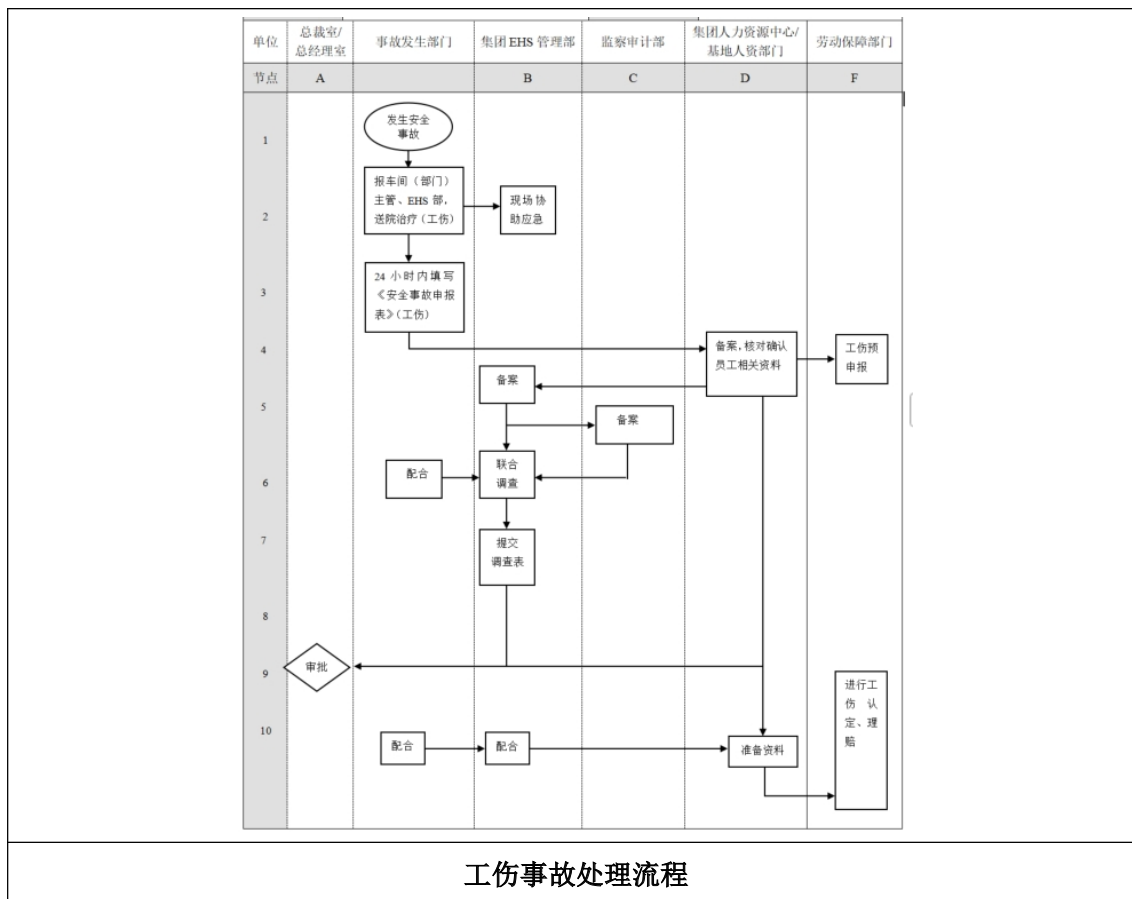 单位
总裁室/
总经理室
事故发生部门
集团 EHS 管理部
监察审计部
集团人力资源中心/
基地人资部门
劳动保障部门
节点
A
B
C
D
F
1
发生安全
事故
报车间（部门）
主管、EHS 部，
送院治疗（工伤）
现场协
助应急
2
24 小时内填写
《安全事故申报
表》（工伤）
3
4
备案，核对确认
员工相关资料
工伤预
申报
备案
5
备案
配合
联合
调查
6
7
提交
调查表
8
审批
9
进行工
伤 认
定、理
赔
10
配合
配合
准备资料
工伤事故处理流程